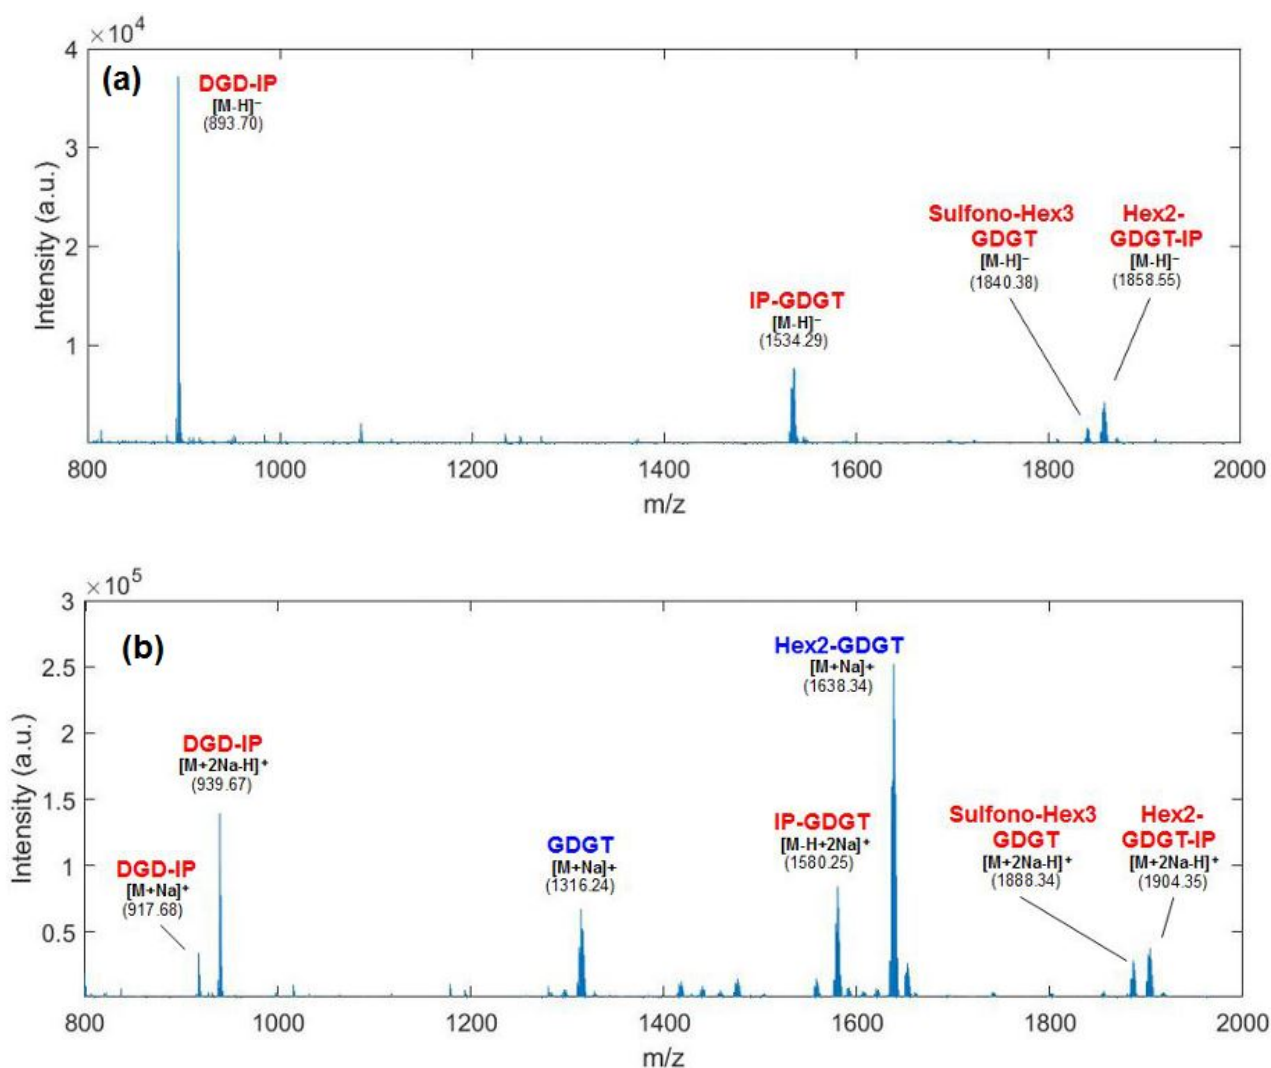 ×10⁴
(a)
4
3
2
1
Intensity (a.u.)
DGD-IP
[M-H]⁻
(893.70)
IP-GDGT
[M-H]⁻
(1534.29)
Sulfono-Hex3
GDGT
[M-H]⁻
(1840.38)
Hex2-
GDGT-IP
[M-H]⁻
(1858.55)
800 1000 1200 1400 1600 1800 2000
m/z
×10⁵
(b)
3
2.5
2
1.5
1
0.5
Intensity (a.u.)
DGD-IP
[M+Na]⁺
(917.68)
DGD-IP
[M+2Na-H]⁺
(939.67)
GDGT
[M+Na]+
(1316.24)
IP-GDGT
[M-H+2Na]⁺
(1580.25)
Hex2-GDGT
[M+Na]+
(1638.34)
Sulfono-Hex3
GDGT
[M+2Na-H]⁺
(1888.34)
Hex2-
GDGT-IP
[M+2Na-H]⁺
(1904.35)
800 1000 1200 1400 1600 1800 2000
m/z